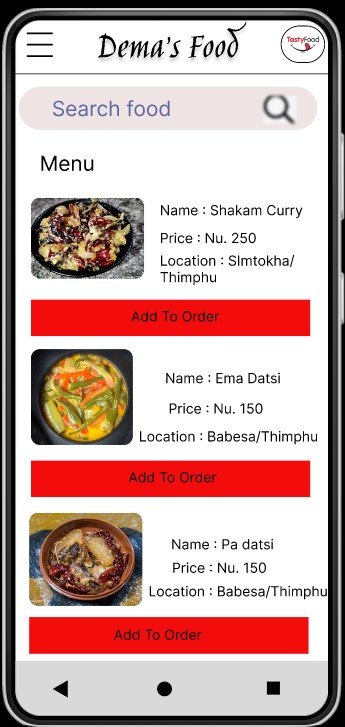 Dema's Food
TastyFood
Search food
Menu
Name : Shakam Curry
Price : Nu. 250
Location : SImtokha/
Thimphu
Add To Order
Name : Ema Datsi
Price : Nu. 150
Location : Babesa/Thimphu
Add To Order
Name : Pa datsi
Price : Nu. 150
Location : Babesa/Thimphu
Add To Order